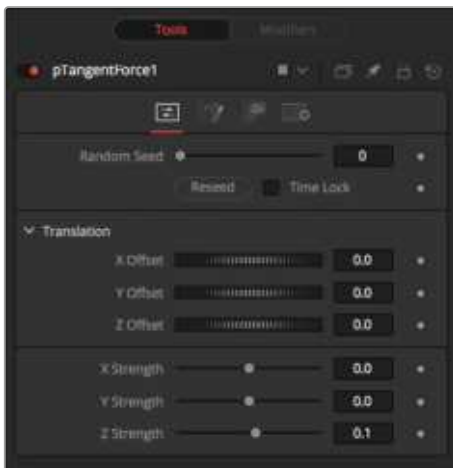 Tools Modifiers
pTangentForce1
Random Seed 0
Reseed Time Lock
Translation
X Offset 0.0
Y Offset 0.0
Z Offset 0.0
X Strength 0.0
Y Strength 0.0
Z Strength 0.1